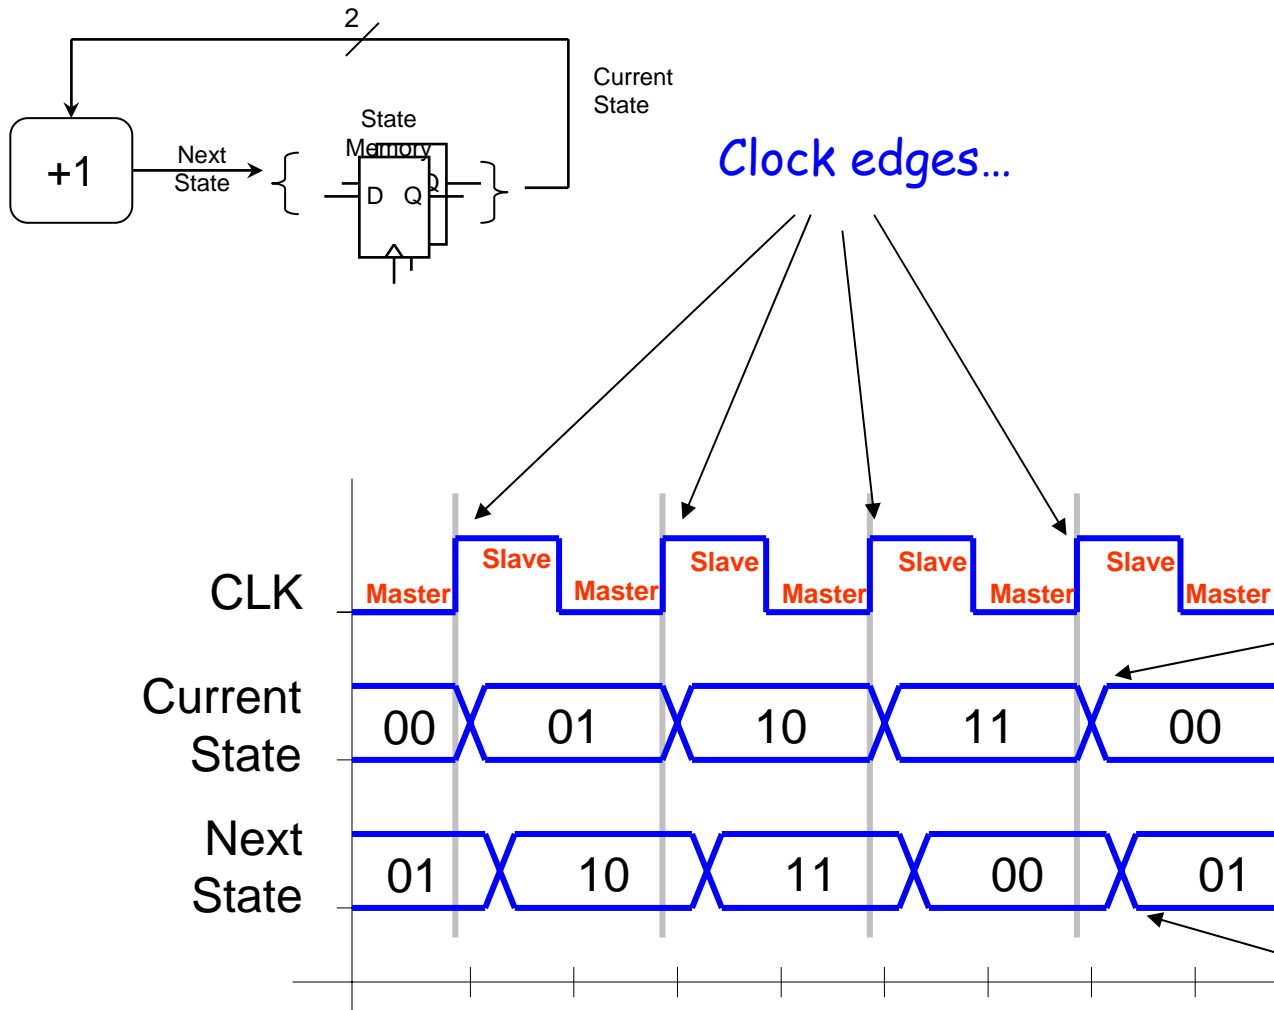 2
Current
State
State
Memory
+1
Next
State
D Q
Q
Clock edges...
CLK
Master Slave Master Slave Master Slave Master Slave Master
Current
State
00 01 10 11 00
Next
State
01 10 11 00 01